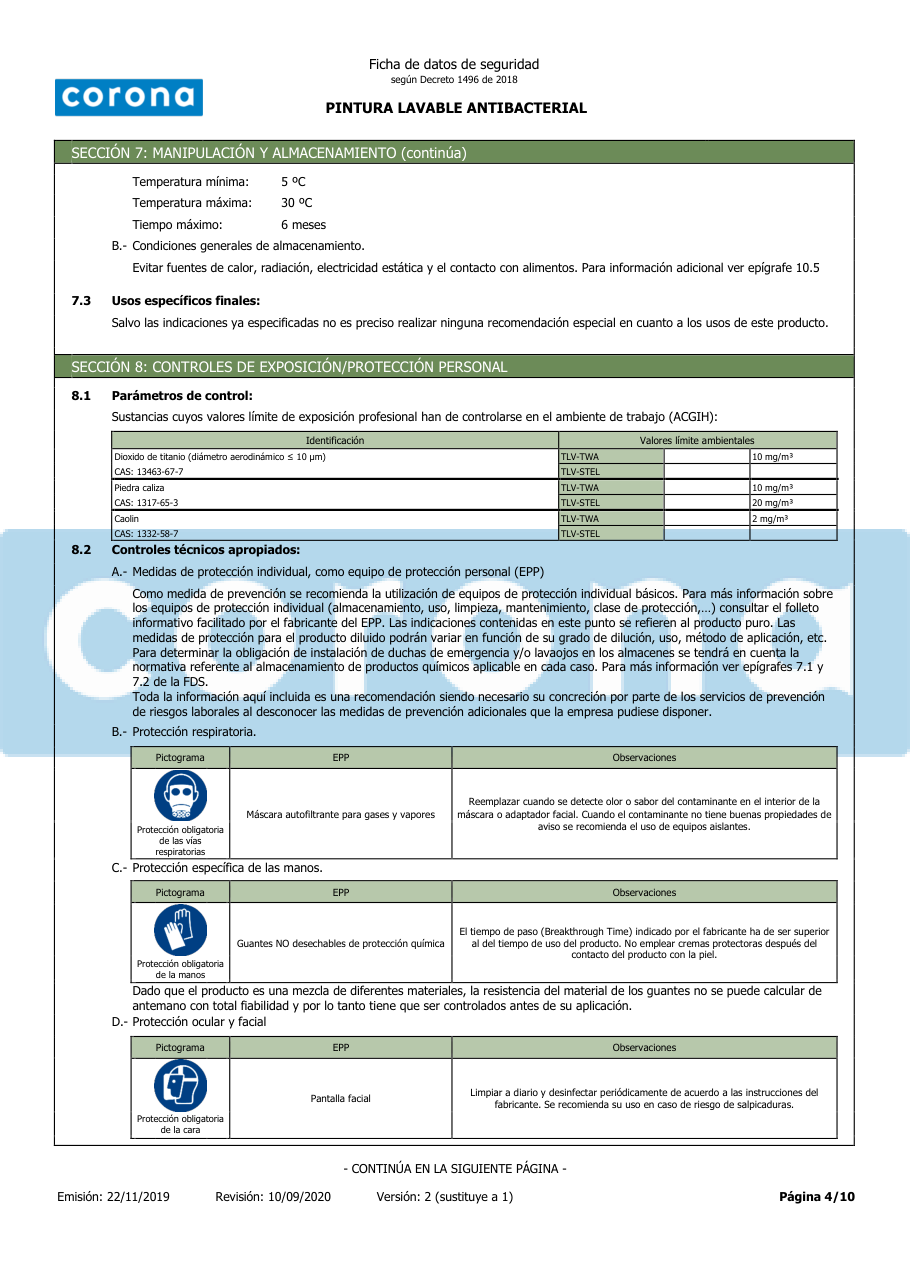 Ficha de datos de seguridad
según Decreto 1496 de 2018
corona
PINTURA LAVABLE ANTIBACTERIAL
SECCIÓN 7: MANIPULACIÓN Y ALMACENAMIENTO (continúa)
Temperatura mínima: 5 ºC
Temperatura máxima: 30 ºC
Tiempo máximo: 6 meses
B.- Condiciones generales de almacenamiento.
Evitar fuentes de calor, radiación, electricidad estática y el contacto con alimentos. Para información adicional ver epígrafe 10.5
7.3 Usos específicos finales:
Salvo las indicaciones ya especificadas no es preciso realizar ninguna recomendación especial en cuanto a los usos de este producto.
SECCIÓN 8: CONTROLES DE EXPOSICIÓN/PROTECCIÓN PERSONAL
8.1 Parámetros de control:
Sustancias cuyos valores límite de exposición profesional han de controlarse en el ambiente de trabajo (ACGIH):
Identificación Valores límite ambientales
Dioxido de titanio (diámetro aerodinámico ≤ 10 µm) TLV-TWA 10 mg/m³
CAS: 13463-67-7 TLV-STEL
Piedra caliza TLV-TWA 10 mg/m³
CAS: 1317-65-3 TLV-STEL 20 mg/m³
Caolin TLV-TWA 2 mg/m³
CAS: 1332-58-7 TLV-STEL
8.2 Controles técnicos apropiados:
A.- Medidas de protección individual, como equipo de protección personal (EPP)
Como medida de prevención se recomienda la utilización de equipos de protección individual básicos. Para más información sobre
los equipos de protección individual (almacenamiento, uso, limpieza, mantenimiento, clase de protección,…) consultar el folleto
informativo facilitado por el fabricante del EPP. Las indicaciones contenidas en este punto se refieren al producto puro. Las
medidas de protección para el producto diluido podrán variar en función de su grado de dilución, uso, método de aplicación, etc.
Para determinar la obligación de instalación de duchas de emergencia y/o lavaojos en los almacenes se tendrá en cuenta la
normativa referente al almacenamiento de productos químicos aplicable en cada caso. Para más información ver epígrafes 7.1 y
7.2 de la FDS.
Toda la información aquí incluida es una recomendación siendo necesario su concreción por parte de los servicios de prevención
de riesgos laborales al desconocer las medidas de prevención adicionales que la empresa pudiese disponer.
corona
B.- Protección respiratoria.
Pictograma EPP Observaciones
Máscara autofiltrante para gases y vapores
Reemplazar cuando se detecte olor o sabor del contaminante en el interior de la
máscara o adaptador facial. Cuando el contaminante no tiene buenas propiedades de
aviso se recomienda el uso de equipos aislantes.
Protección obligatoria
de las vías
respiratorias
C.- Protección específica de las manos.
Pictograma EPP Observaciones
Guantes NO desechables de protección química
El tiempo de paso (Breakthrough Time) indicado por el fabricante ha de ser superior
al del tiempo de uso del producto. No emplear cremas protectoras después del
contacto del producto con la piel.
Protección obligatoria
de la manos
Dado que el producto es una mezcla de diferentes materiales, la resistencia del material de los guantes no se puede calcular de
antemano con total fiabilidad y por lo tanto tiene que ser controlados antes de su aplicación.
D.- Protección ocular y facial
Pictograma EPP Observaciones
Pantalla facial
Limpiar a diario y desinfectar periódicamente de acuerdo a las instrucciones del
fabricante. Se recomienda su uso en caso de riesgo de salpicaduras.
Protección obligatoria
de la cara
- CONTINÚA EN LA SIGUIENTE PÁGINA -
Emisión: 22/11/2019 Revisión: 10/09/2020 Versión: 2 (sustituye a 1) Página 4/10